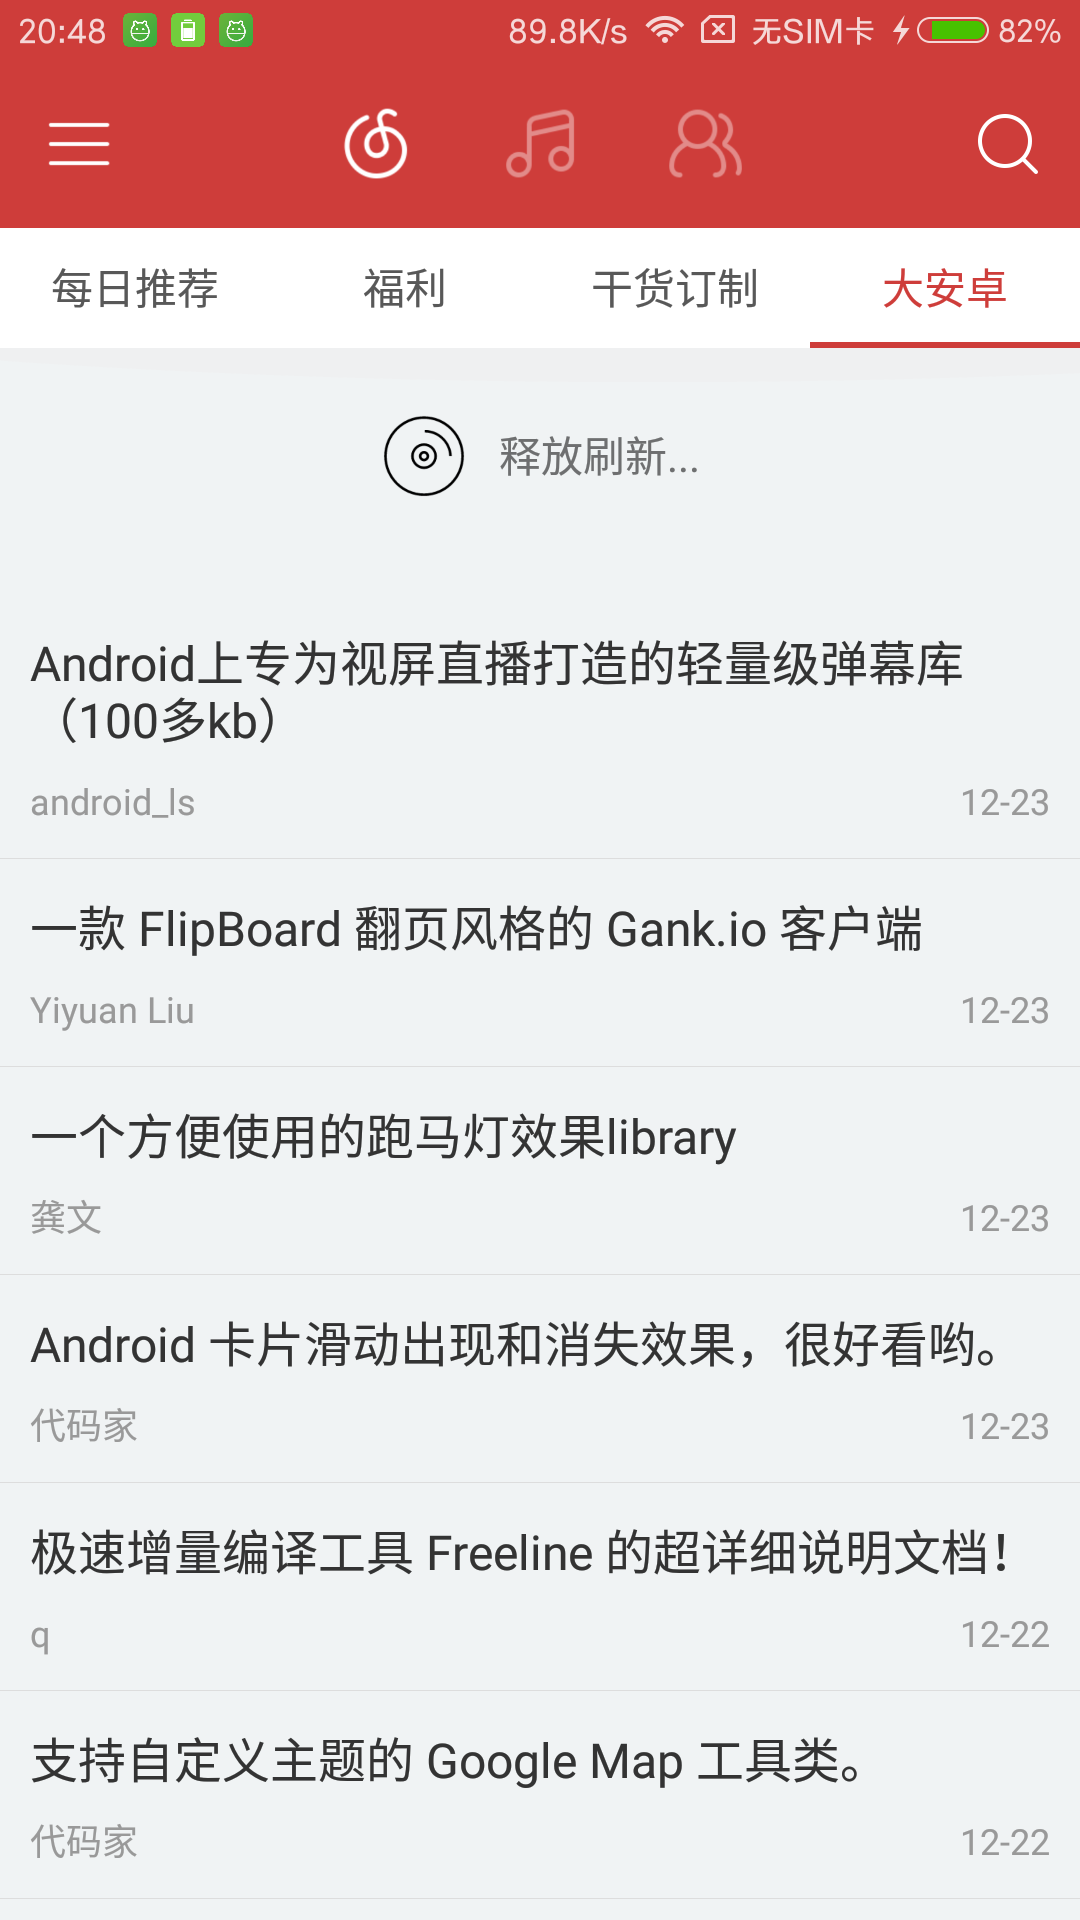 20:48 89.8K/s 无SIM卡 82%
每日推荐 福利 干货订制 大安卓
释放刷新...
Android上专为视屏直播打造的轻量级弹幕库
（100多kb）
android_ls 12-23
一款 FlipBoard 翻页风格的 Gank.io 客户端
Yiyuan Liu 12-23
一个方便使用的跑马灯效果library
龚文 12-23
Android 卡片滑动出现和消失效果，很好看哟。
代码家 12-23
极速增量编译工具 Freeline 的超详细说明文档！
q 12-22
支持自定义主题的 Google Map 工具类。
代码家 12-22